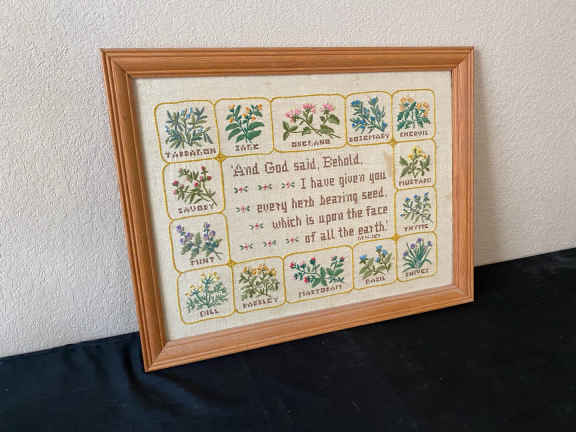 TARRAGON SAGE OREGANO ROSEMARY CHERVIL
"And God said, Behold,
I have given you
every herb bearing seed,
which is upon the face
of all the earth."
SAVORY
MUSTARD
MINT
THYME
DILL PARSLEY MARJORAM BASIL CHIVES